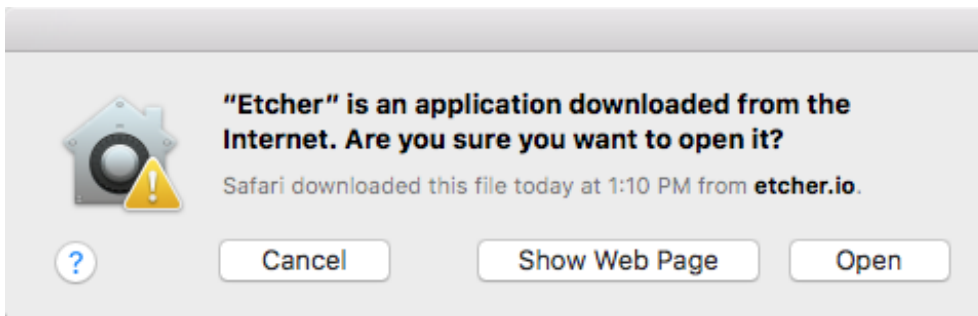 “Etcher” is an application downloaded from the
Internet. Are you sure you want to open it?
Safari downloaded this file today at 1:10 PM from etcher.io.
? Cancel Show Web Page Open